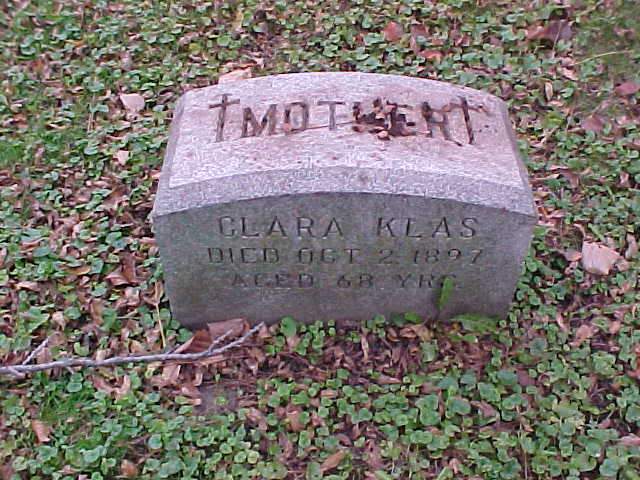 MOTHER
CLARA KLAS
DIED OCT. 2, 1897
AGED 68 YRS.